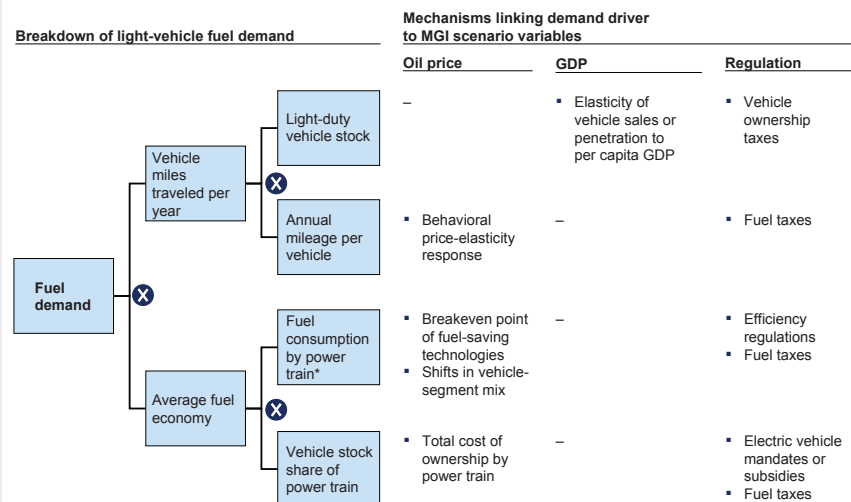 Breakdown of light-vehicle fuel demand
Mechanisms linking demand driver
to MGI scenario variables
Oil price
GDP
Regulation
Fuel
demand
X
Vehicle
miles
traveled per
year
X
Light-duty
vehicle stock
–
▪ Elasticity of
vehicle sales or
penetration to
per capita GDP
▪ Vehicle
ownership
taxes
Annual
mileage per
vehicle
▪ Behavioral
price-elasticity
response
–
▪ Fuel taxes
Average fuel
economy
X
Fuel
consumption
by power
train*
▪ Breakeven point
of fuel-saving
technologies
▪ Shifts in vehicle-
segment mix
–
▪ Efficiency
regulations
▪ Fuel taxes
Vehicle stock
share of
power train
▪ Total cost of
ownership by
power train
–
▪ Electric vehicle
mandates or
subsidies
▪ Fuel taxes